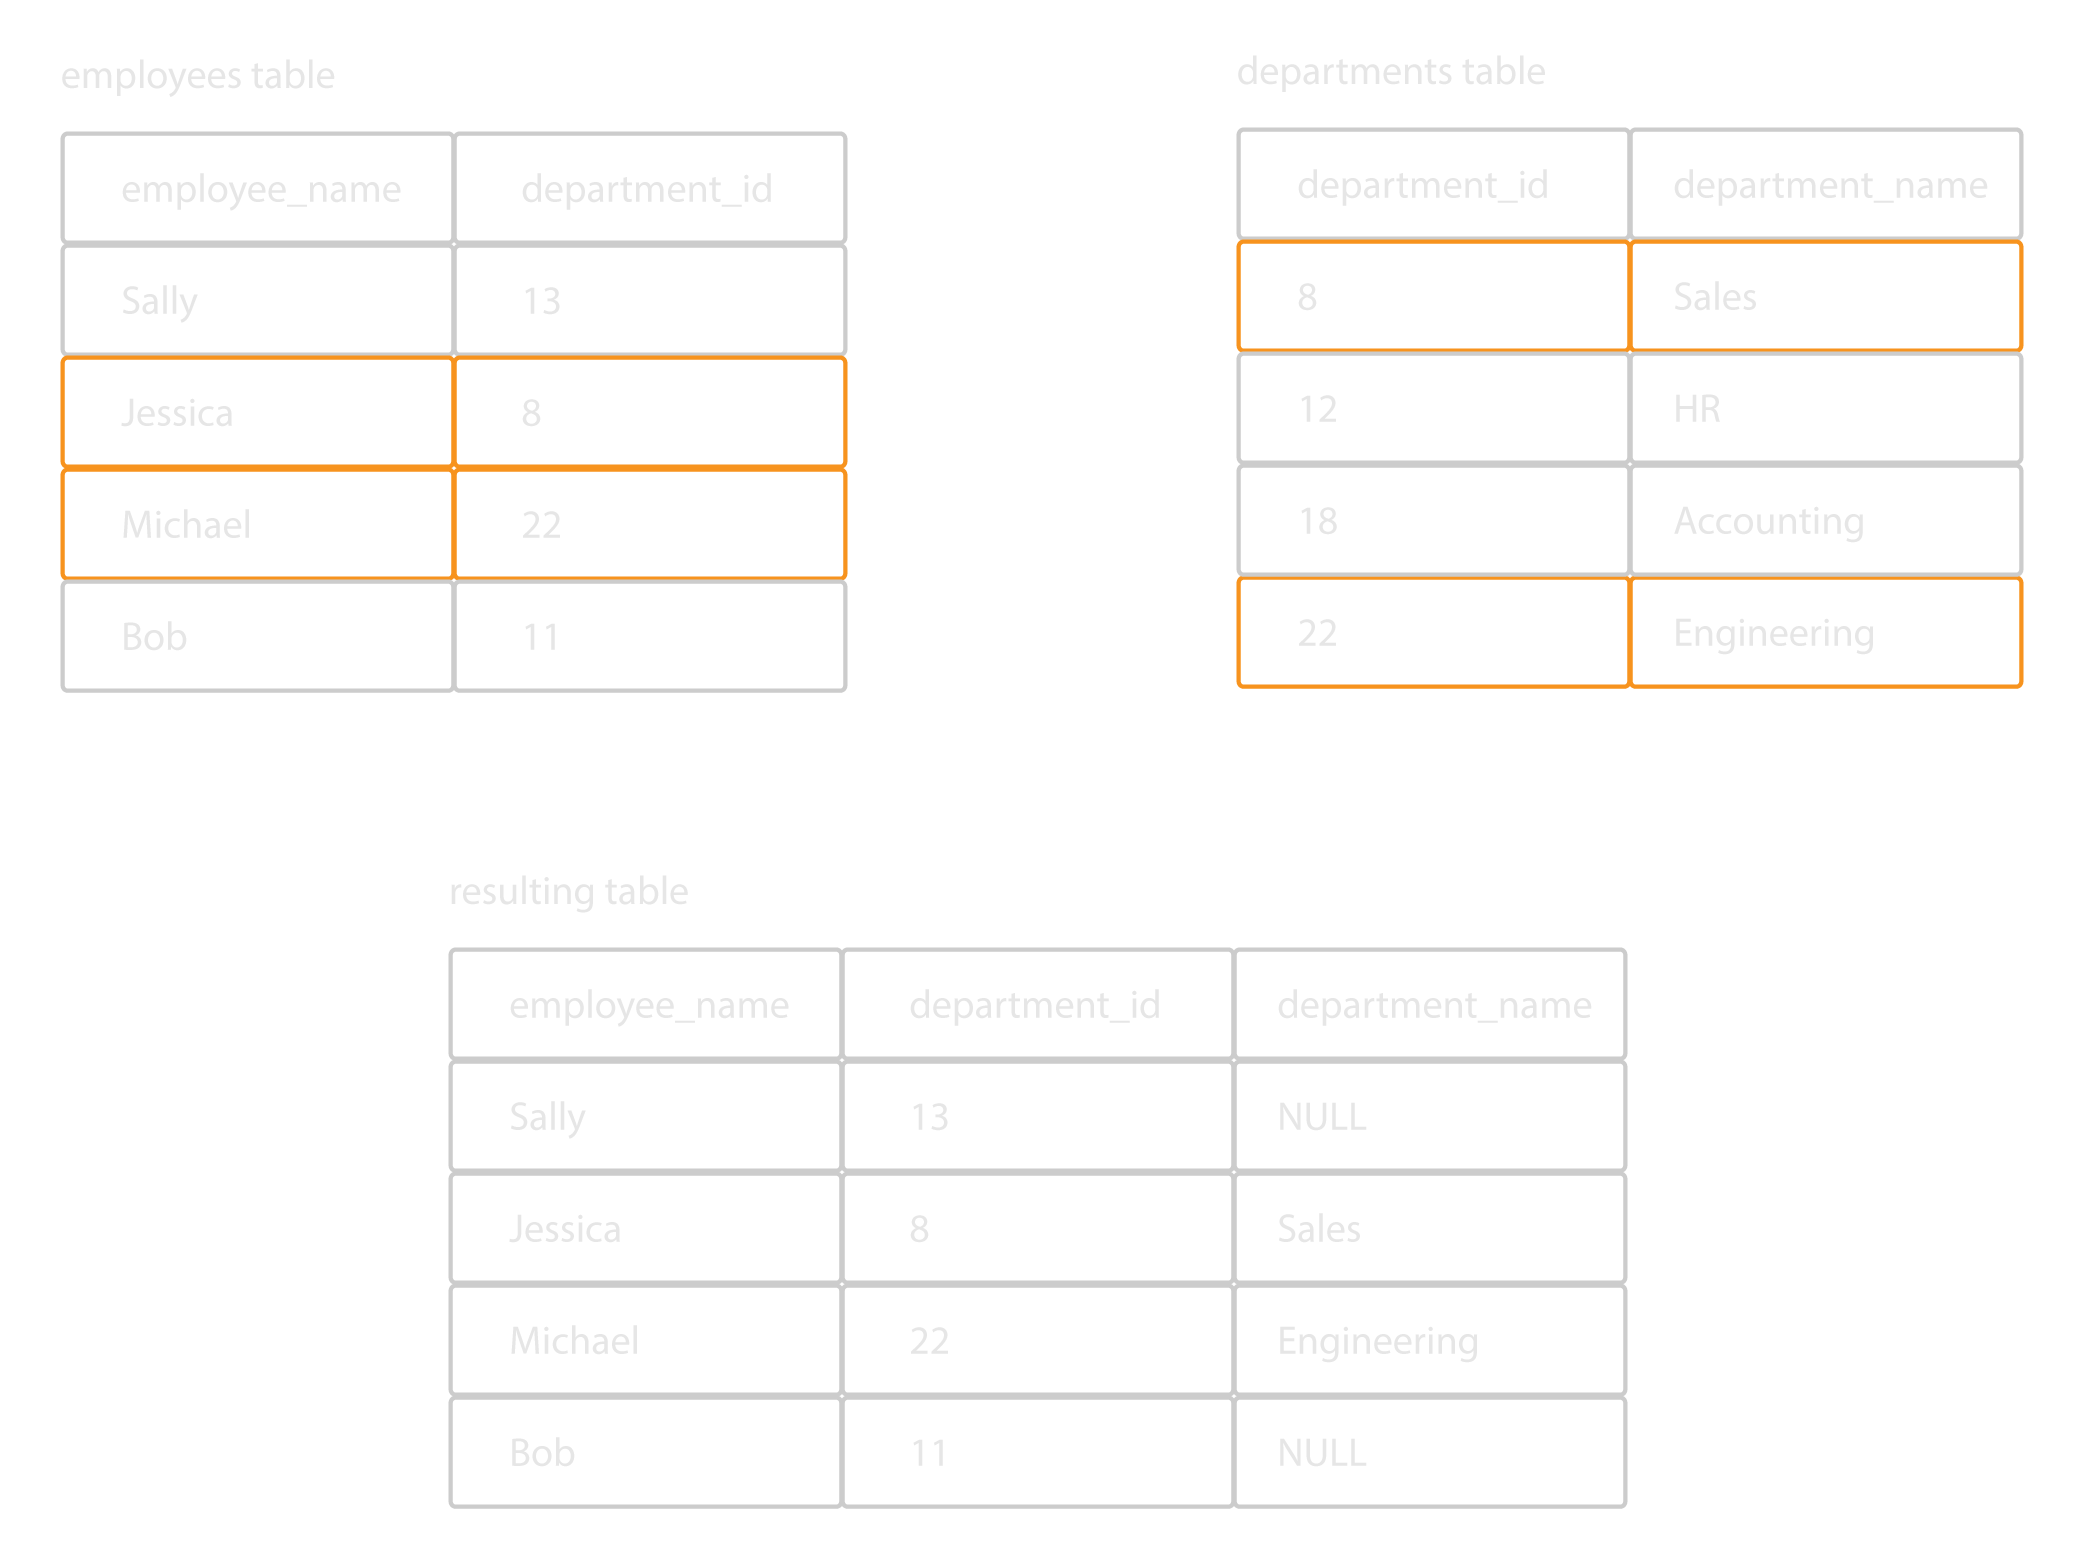 employees table
employee_name department_id
Sally 13
Jessica 8
Michael 22
Bob 11
departments table
department_id department_name
8 Sales
12 HR
18 Accounting
22 Engineering
resulting table
employee_name department_id department_name
Sally 13 NULL
Jessica 8 Sales
Michael 22 Engineering
Bob 11 NULL